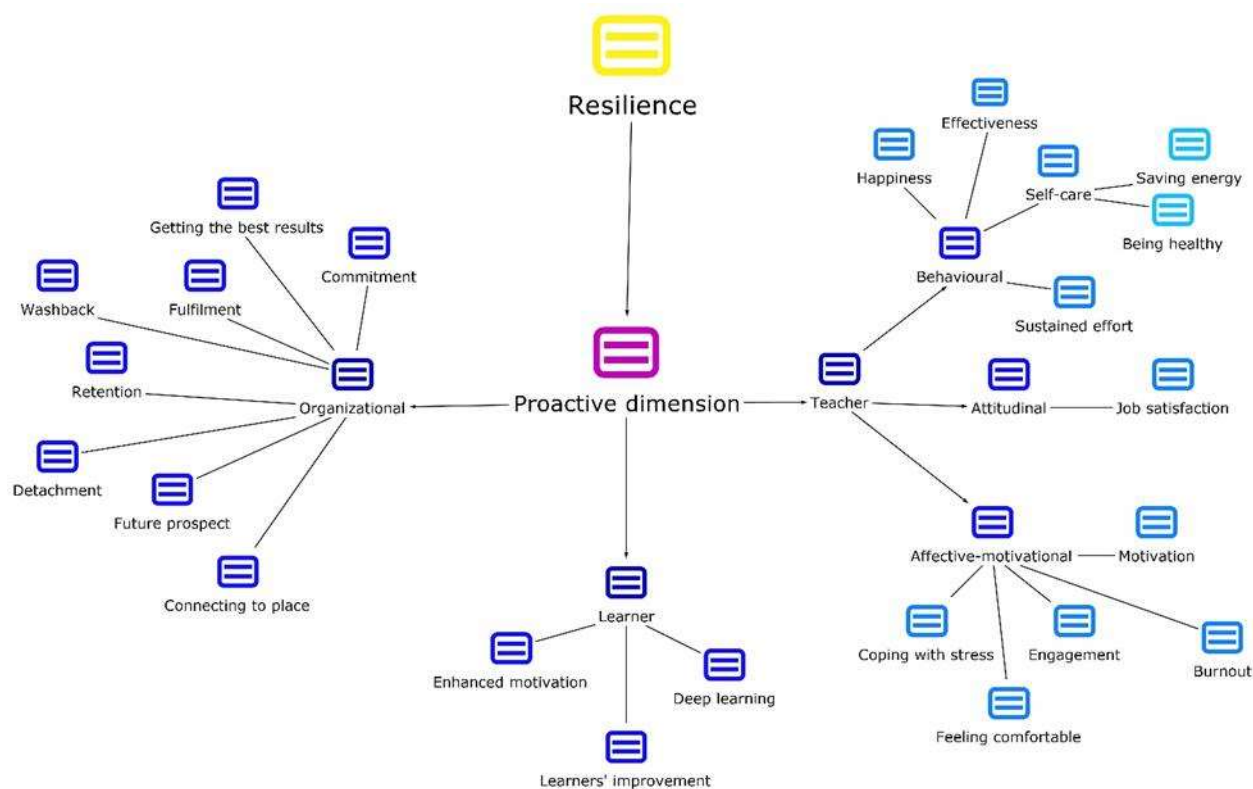 Resilience
Effectiveness
Happiness
Self-care
Saving energy
Being healthy
Behavioural
Sustained effort
Getting the best results
Commitment
Washback
Fulfilment
Retention
Organizational
Proactive dimension
Teacher
Attitudinal
Job satisfaction
Detachment
Future prospect
Connecting to place
Affective-motivational
Motivation
Learner
Coping with stress
Engagement
Burnout
Enhanced motivation
Deep learning
Feeling comfortable
Learners' improvement